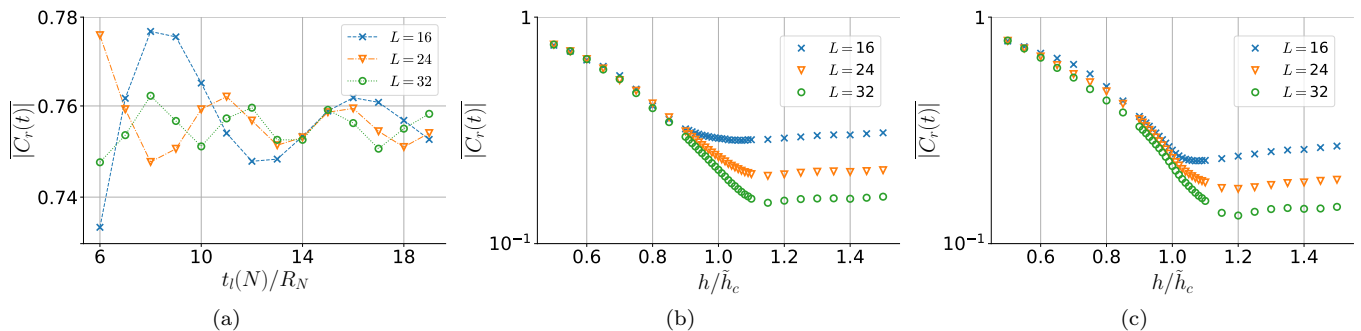 0.78
0.76
0.74
|C_r(t)|
L = 16
L = 24
L = 32
6 10 14 18
t_l(N)/R_N
(a)
1
10^{-1}
|C_r(t)|
L = 16
L = 24
L = 32
0.6 0.8 1.0 1.2 1.4
h/h̃_c
(b)
1
10^{-1}
|C_r(t)|
L = 16
L = 24
L = 32
0.6 0.8 1.0 1.2 1.4
h/h̃_c
(c)